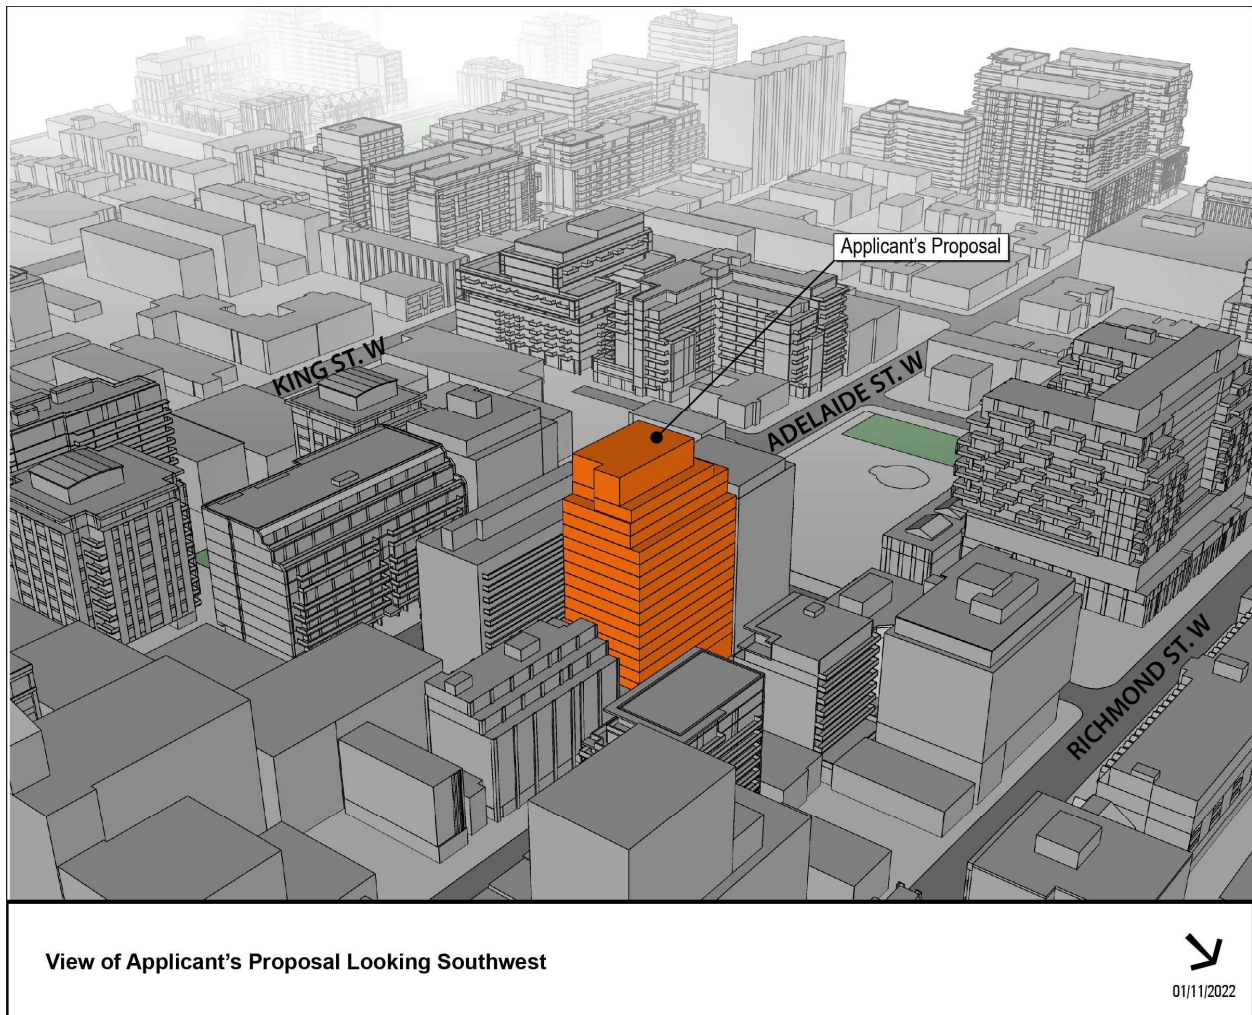 Applicant's Proposal
KING ST. W
ADELAIDE ST. W
RICHMOND ST. W
View of Applicant's Proposal Looking Southwest
01/11/2022